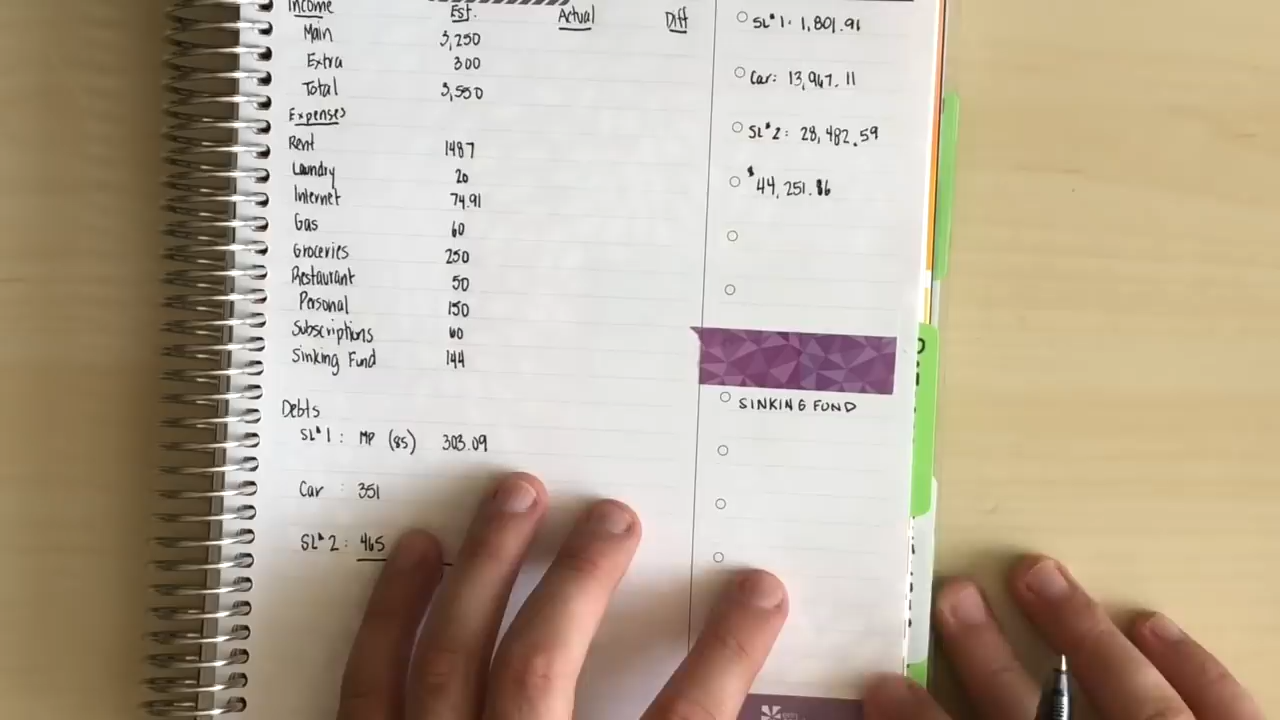 Income Est. Actual Diff
Main 3,250
Extra 300
Total 3,550
Expenses
Rent 1487
Laundry 20
Internet 74.91
Gas 60
Groceries 250
Restaurant 50
Personal 150
Subscriptions 60
Sinking Fund 144
Debts
SL#1: MP (85) 303.09
Car : 351
SL#2: 465
SL#1: 1,801.91
Car: 13,967.11
SL#2: 28,482.59
$44,251.
SINKING FUND